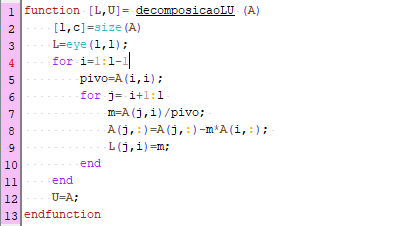 1 function [L,U]= decomposicaoLU (A)
2 [l,c]=size(A)
3 L=eye(l,l);
4 for i=1:l-1
5 pivo=A(i,i);
6 for j= i+1:l
7 m=A(j,i)/pivo;
8 A(j,:)=A(j,:)-m*A(i,:);
9 L(j,i)=m;
10 end
11 end
12 U=A;
13 endfunction